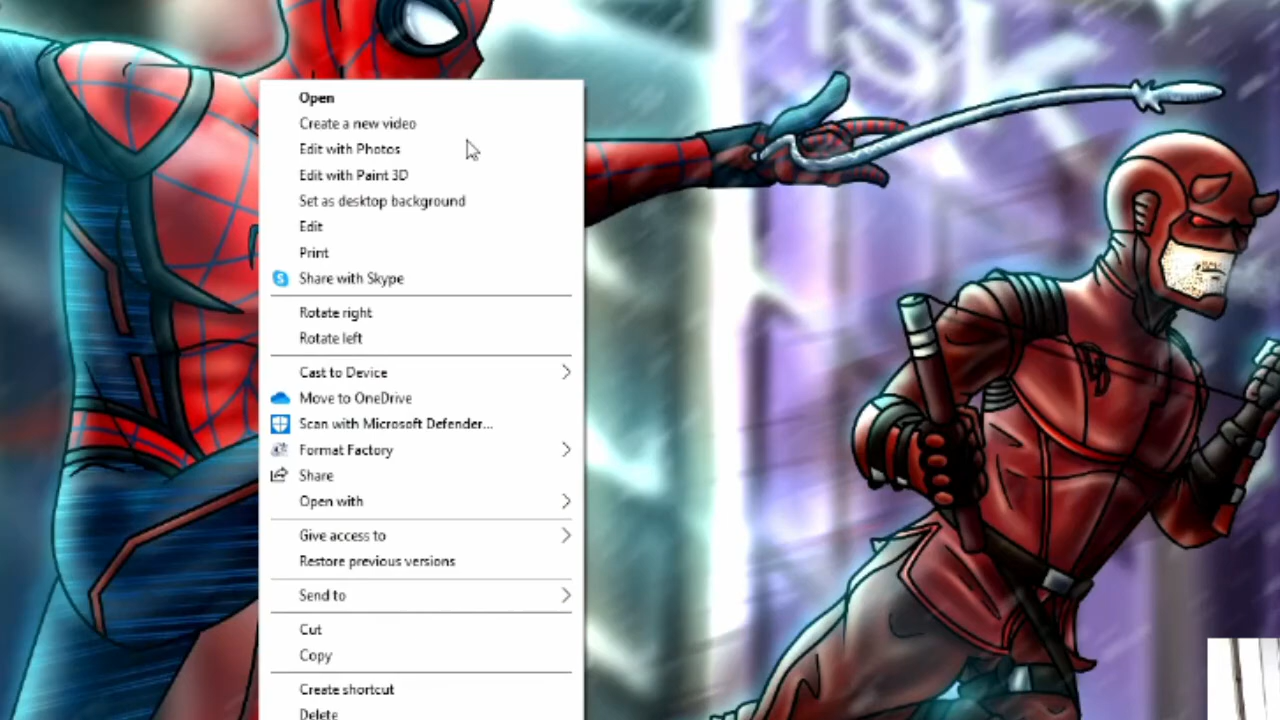 SK
Open
Create a new video
Edit with Photos
Edit with Paint 3D
Set as desktop background
Edit
Print
Share with Skype
Rotate right
Rotate left
Cast to Device
Move to OneDrive
Scan with Microsoft Defender...
Format Factory
Share
Open with
Give access to
Restore previous versions
Send to
Cut
Copy
Create shortcut
Delete